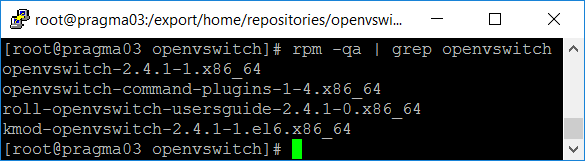 root@pragma03:/export/home/repositories/openvswi...
[root@pragma03 openvswitch]# rpm -qa | grep openvswitch
openvswitch-2.4.1-1.x86_64
openvswitch-command-plugins-1-4.x86_64
roll-openvswitch-usersguide-2.4.1-0.x86_64
kmod-openvswitch-2.4.1-1.el6.x86_64
[root@pragma03 openvswitch]#